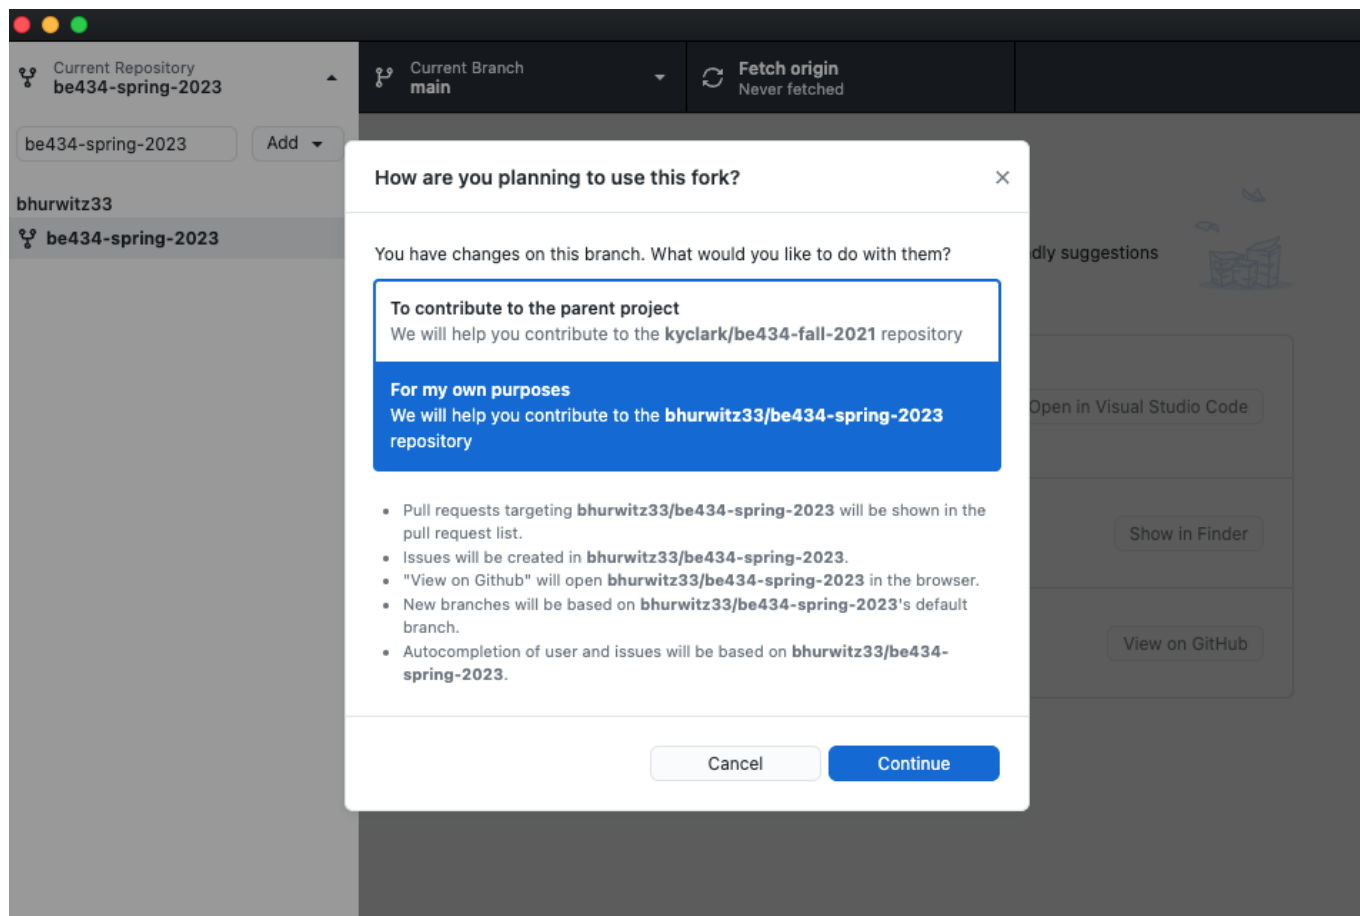 Current Repository
be434-spring-2023
Current Branch
main
Fetch origin
Never fetched
be434-spring-2023
Add
bhurwitz33
be434-spring-2023
How are you planning to use this fork?
You have changes on this branch. What would you like to do with them?
To contribute to the parent project
We will help you contribute to the kyclark/be434-fall-2021 repository
For my own purposes
We will help you contribute to the bhurwitz33/be434-spring-2023
repository
Pull requests targeting bhurwitz33/be434-spring-2023 will be shown in the
pull request list.
Issues will be created in bhurwitz33/be434-spring-2023.
"View on Github" will open bhurwitz33/be434-spring-2023 in the browser.
New branches will be based on bhurwitz33/be434-spring-2023's default
branch.
Autocompletion of user and issues will be based on bhurwitz33/be434-
spring-2023.
Cancel
Continue
dly suggestions
Open in Visual Studio Code
Show in Finder
View on GitHub